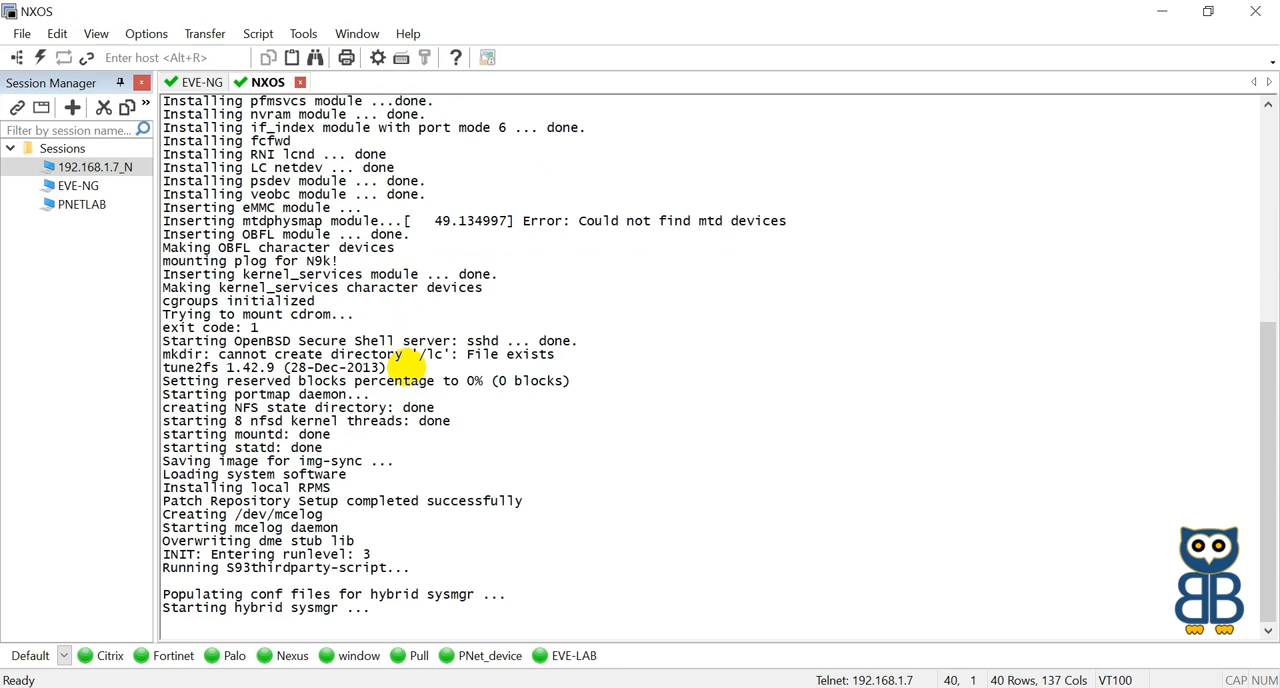 NXOS
File Edit View Options Transfer Script Tools Window Help
Enter host <Alt+R>
Session Manager
EVE-NG
NXOS
Filter by session name...
Sessions
192.168.1.7_N
EVE-NG
PNETLAB
Installing pfmsvcs module ...done.
Installing nvram module ... done.
Installing if_index module with port mode 6 ... done.
Installing fcfwd
Installing RNI lcnd ... done
Installing LC netdev ... done
Installing psdev module ... done.
Installing veobc module ... done.
Inserting eMMC module ...
Inserting mtdphysmap module...[   49.134997] Error: Could not find mtd devices
Inserting OBFL module ... done.
Making OBFL character devices
mounting plog for N9k!
Inserting kernel_services module ... done.
Making kernel_services character devices
cgroups initialized
Trying to mount cdrom...
exit code: 1
Starting OpenBSD Secure Shell server: sshd ... done.
mkdir: cannot create directory '/lc': File exists
tune2fs 1.42.9 (28-Dec-2013)
Setting reserved blocks percentage to 0% (0 blocks)
Starting portmap daemon...
creating NFS state directory: done
starting 8 nfsd kernel threads: done
starting mountd: done
starting statd: done
Saving image for img-sync ...
Loading system software
Installing local RPMS
Patch Repository Setup completed successfully
Creating /dev/mcelog
Starting mcelog daemon
Overwriting dme stub lib
INIT: Entering runlevel: 3
Running S93thirdparty-script...
Populating conf files for hybrid sysmgr ...
Starting hybrid sysmgr ...
BB
Default Citrix Fortinet Palo Nexus window Pull PNet_device EVE-LAB
Ready Telnet: 192.168.1.7 40, 1 40 Rows, 137 Cols VT100 CAP NUM